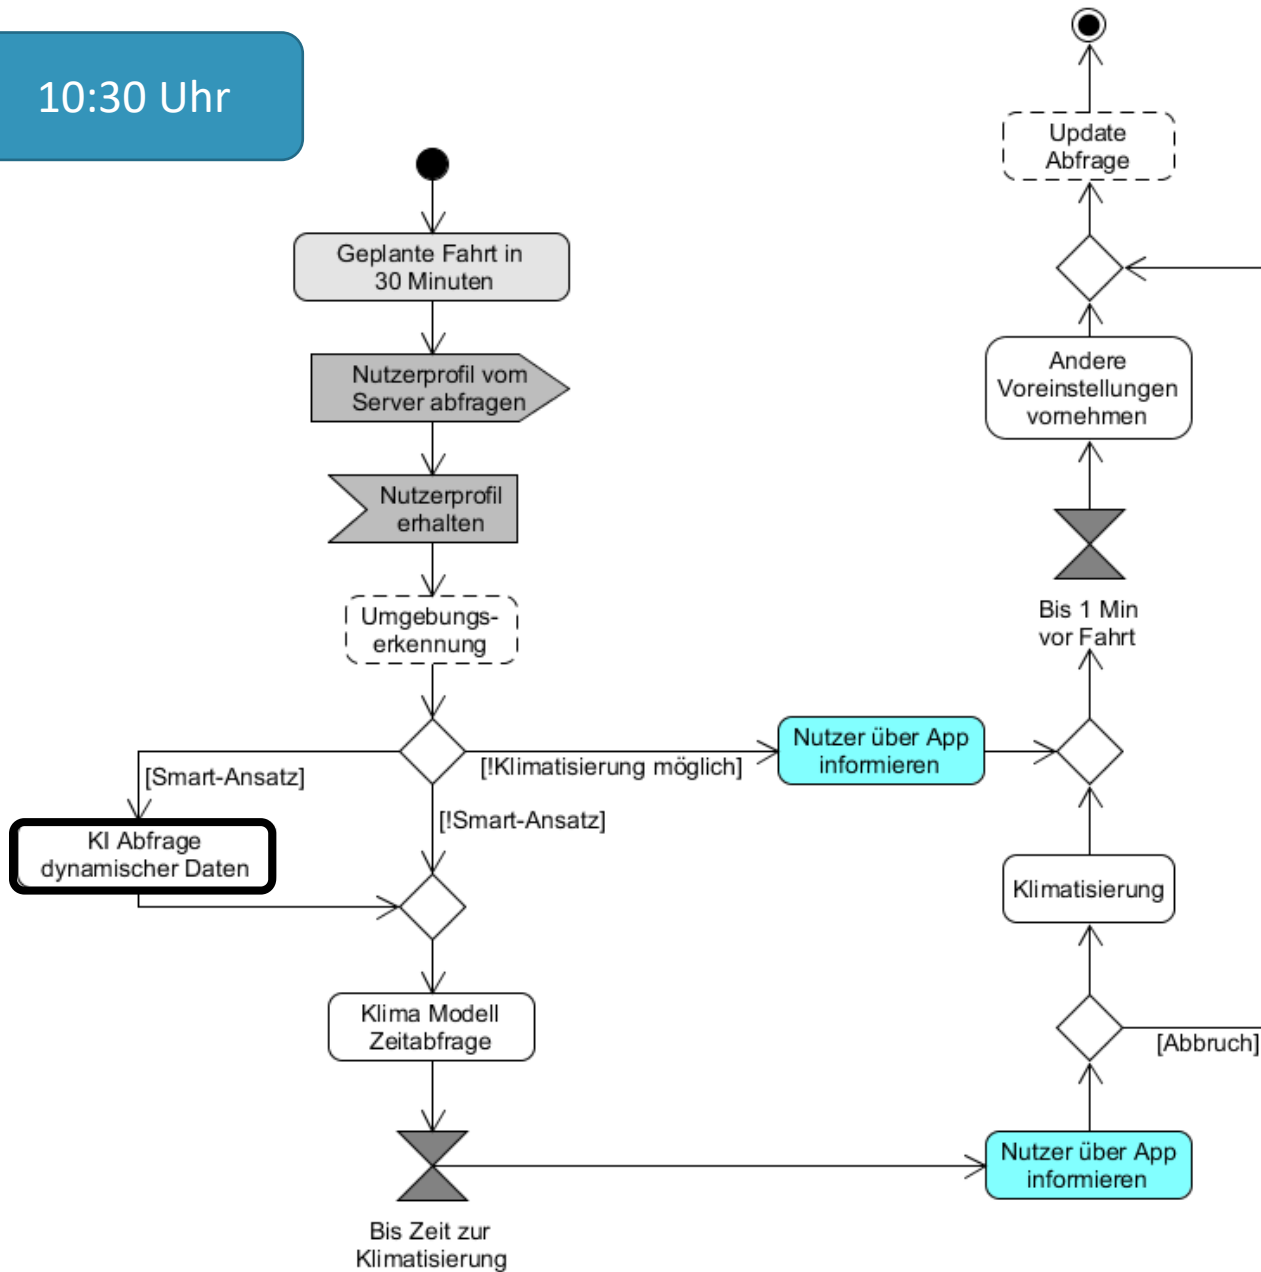 10:30 Uhr
Geplante Fahrt in
30 Minuten
Nutzerprofil vom
Server abfragen
Nutzerprofil
erhalten
Umgebungs-
erkennung
[Smart-Ansatz]
[!Klimatisierung möglich]
[!Smart-Ansatz]
KI Abfrage
dynamischer Daten
Klima Modell
Zeitabfrage
Bis Zeit zur
Klimatisierung
Nutzer über App
informieren
[Abbruch]
Klimatisierung
Nutzer über App
informieren
Bis 1 Min
vor Fahrt
Andere
Voreinstellungen
vornehmen
Update
Abfrage